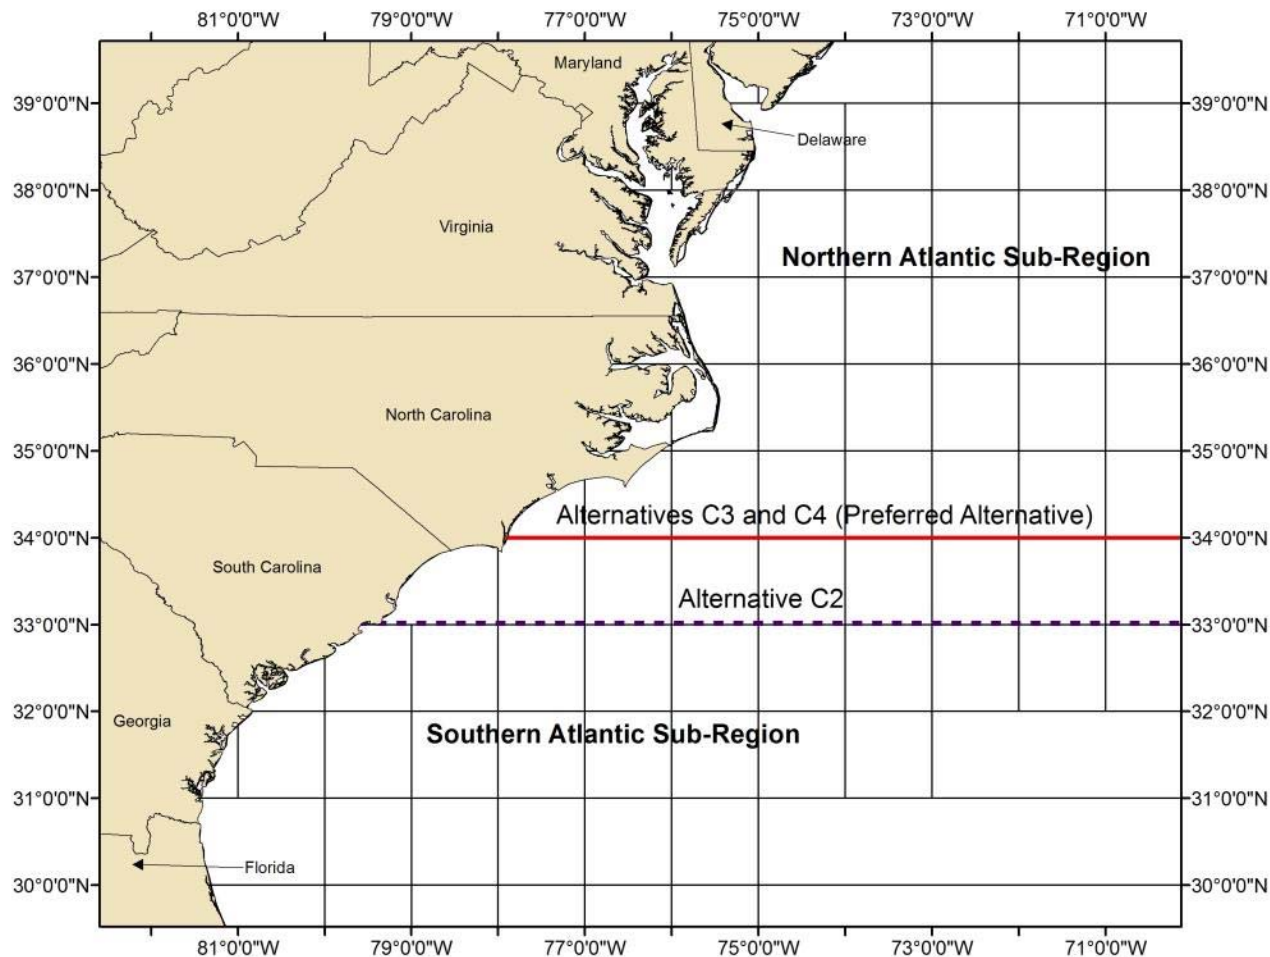 81°0'0"W 79°0'0"W 77°0'0"W 75°0'0"W 73°0'0"W 71°0'0"W
Maryland
39°0'0"N 39°0'0"N
Delaware
38°0'0"N 38°0'0"N
Virginia
Northern Atlantic Sub-Region
37°0'0"N 37°0'0"N
36°0'0"N 36°0'0"N
North Carolina
35°0'0"N 35°0'0"N
Alternatives C3 and C4 (Preferred Alternative)
34°0'0"N 34°0'0"N
South Carolina
Alternative C2
33°0'0"N 33°0'0"N
32°0'0"N 32°0'0"N
Georgia
Southern Atlantic Sub-Region
31°0'0"N 31°0'0"N
Florida
30°0'0"N 30°0'0"N
81°0'0"W 79°0'0"W 77°0'0"W 75°0'0"W 73°0'0"W 71°0'0"W